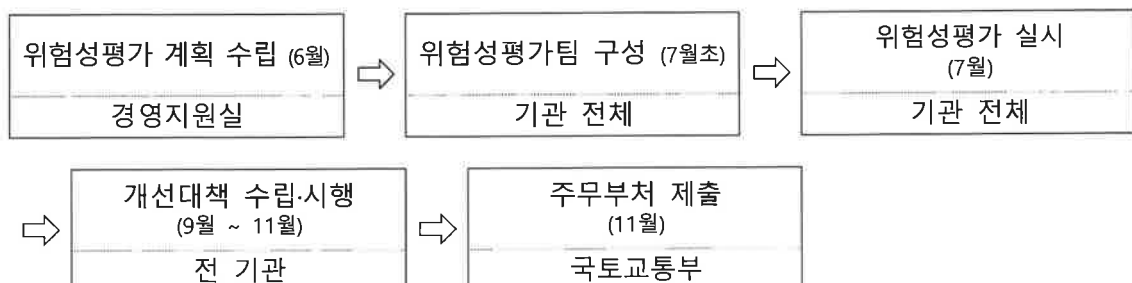 위험성평가 계획 수립 (6월)
경영지원실
위험성평가팀 구성 (7월초)
기관 전체
위험성평가 실시
(7월)
기관 전체
개선대책 수립·시행
(9월 ~ 11월)
전 기관
주무부처 제출
(11월)
국토교통부